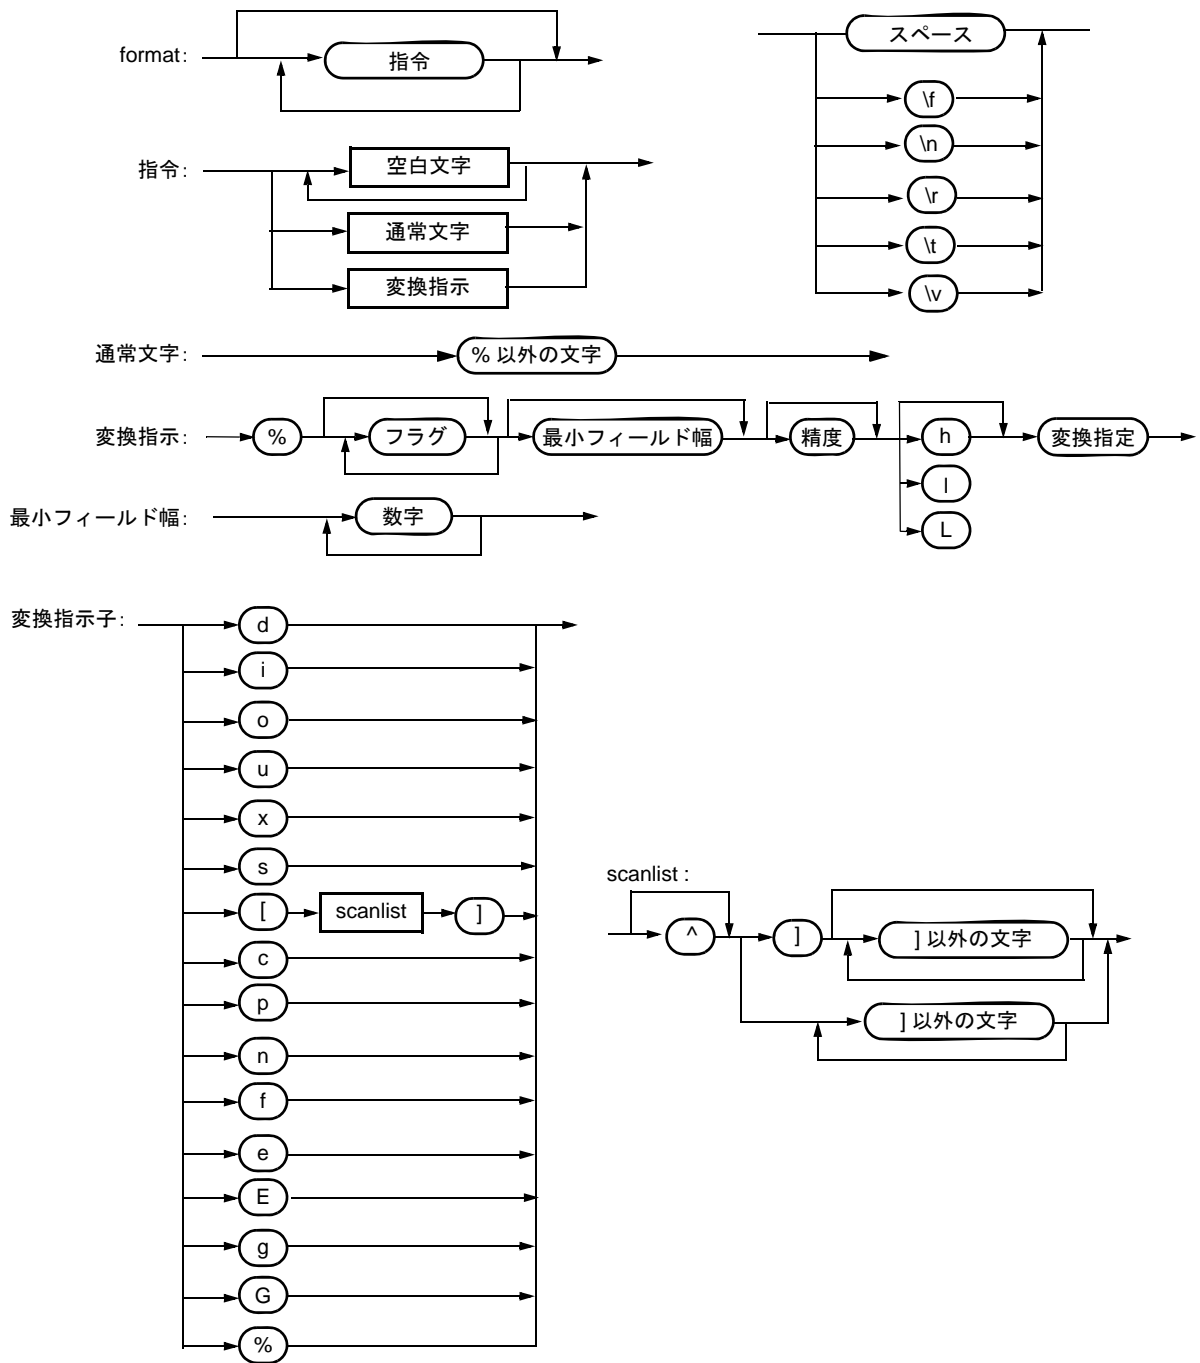 format:
指令
スペース
\f
\n
\r
\t
\v
指令:
空白文字
通常文字
変換指示
通常文字:
% 以外の文字
変換指示:
%
フラグ
最小フィールド幅
精度
h
l
L
変換指定
最小フィールド幅:
数字
変換指示子:
d
i
o
u
x
s
[
scanlist
]
c
p
n
f
e
E
g
G
%
scanlist :
^
]
] 以外の文字
] 以外の文字